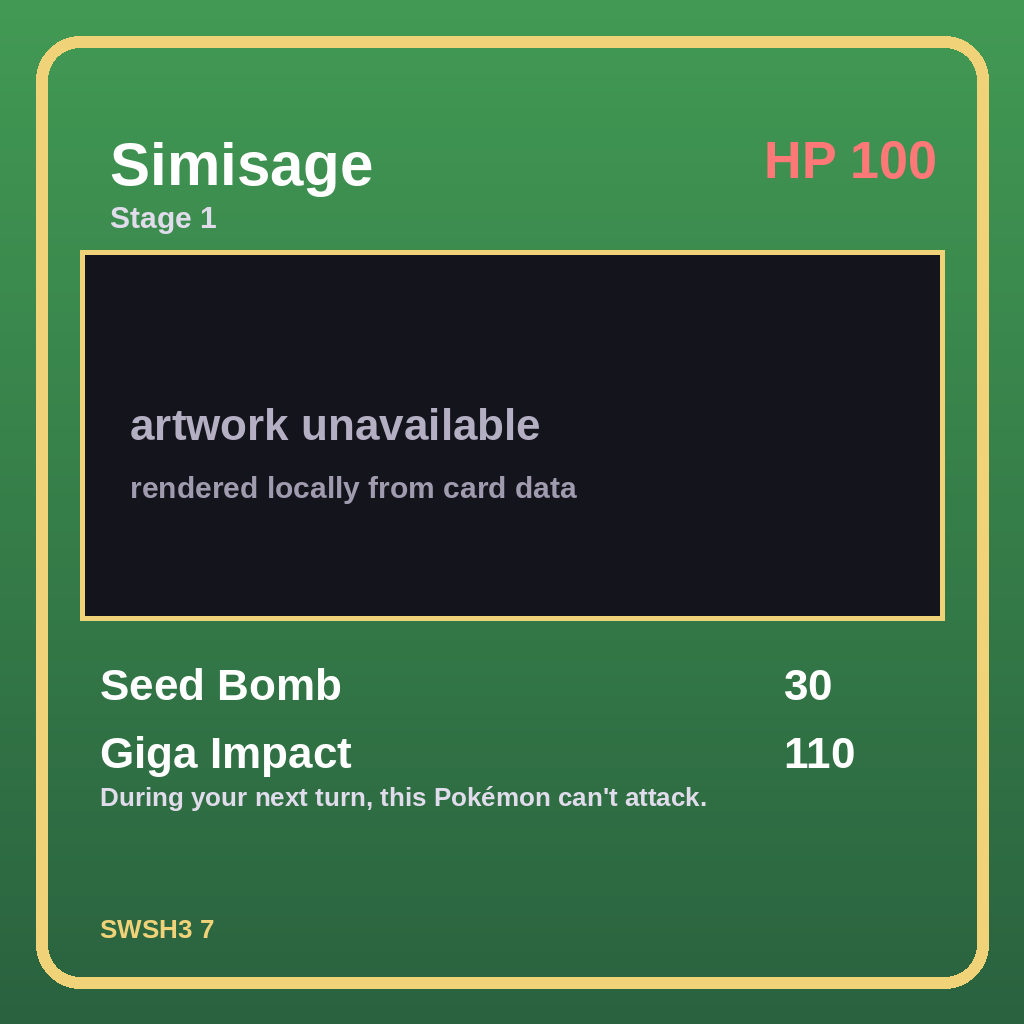 Simisage
HP 100
Stage 1
artwork unavailable
rendered locally from card data
Seed Bomb 30
Giga Impact 110
During your next turn, this Pokémon can't attack.
SWSH3 7